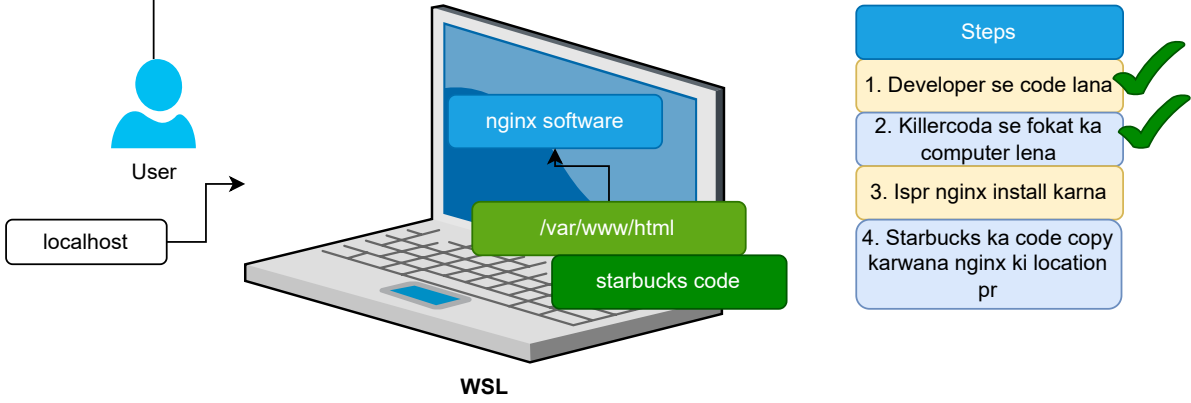 User
localhost
nginx software
/var/www/html
starbucks code
WSL
Steps
1. Developer se code lana
2. Killercoda se fokat ka
computer lena
3. Ispr nginx install karna
4. Starbucks ka code copy
karwana nginx ki location
pr